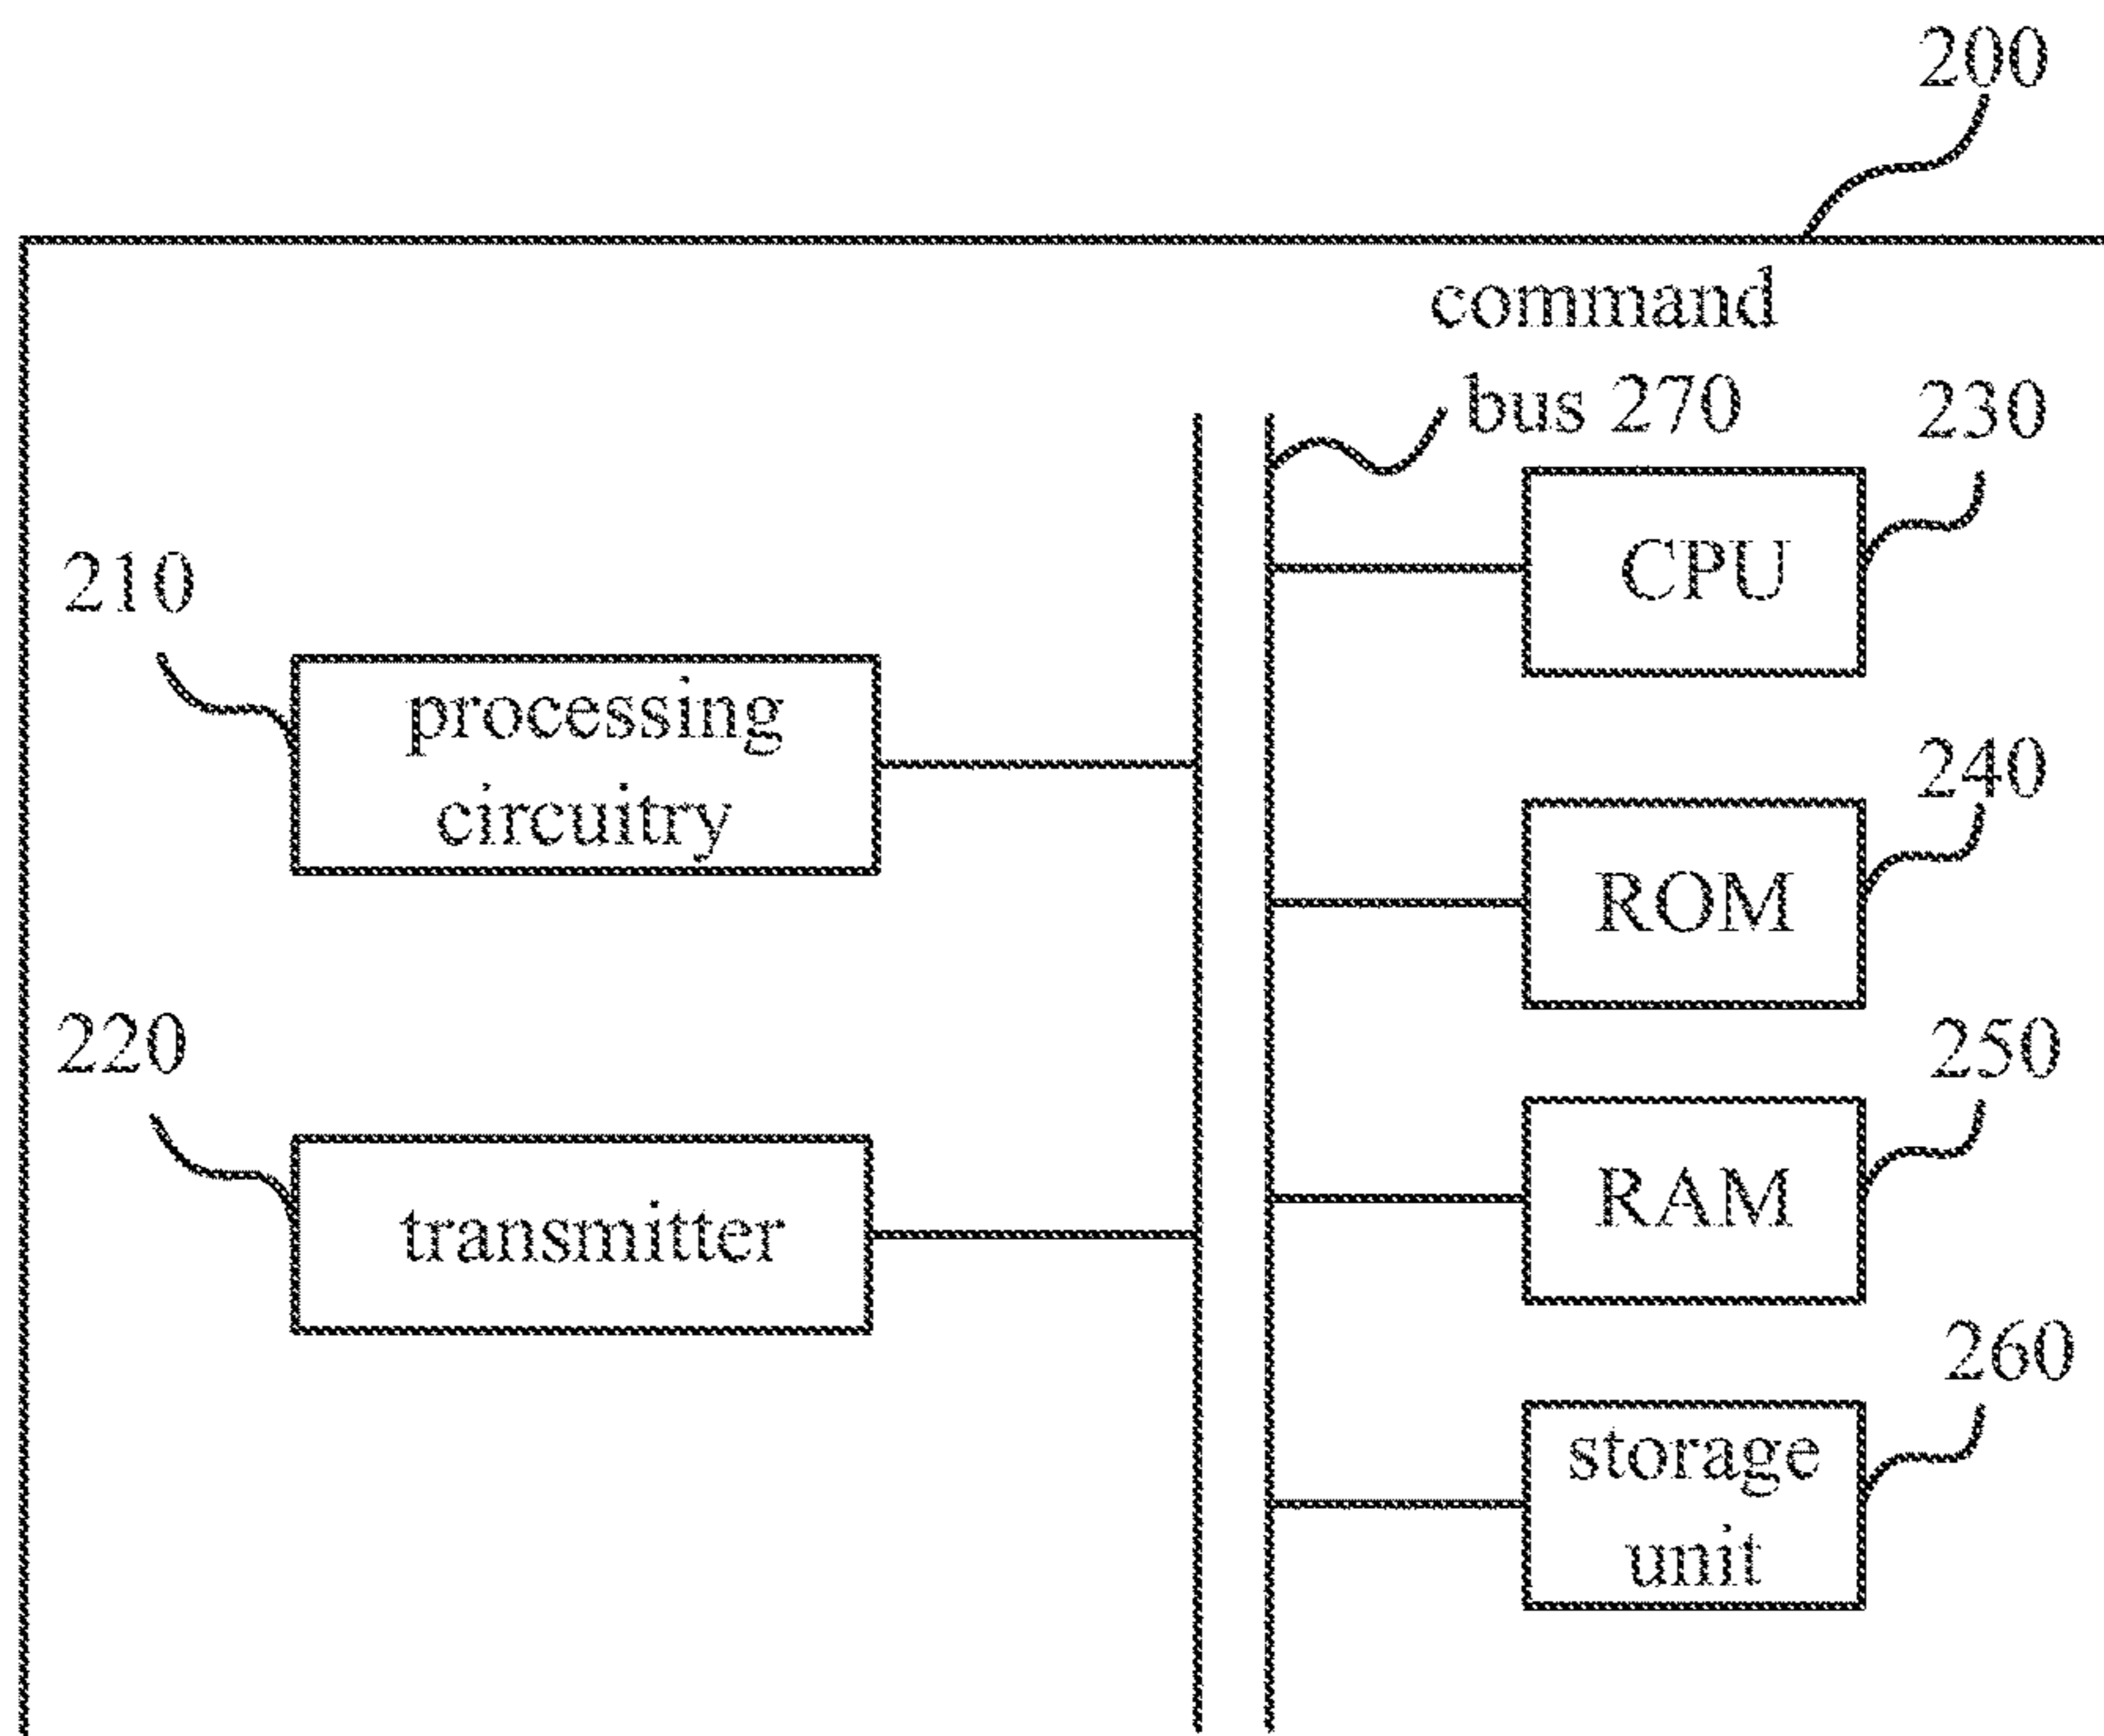 200
command
bus 270
230
CPU
210
processing
circuitry
240
ROM
220
transmitter
250
RAM
260
storage
unit